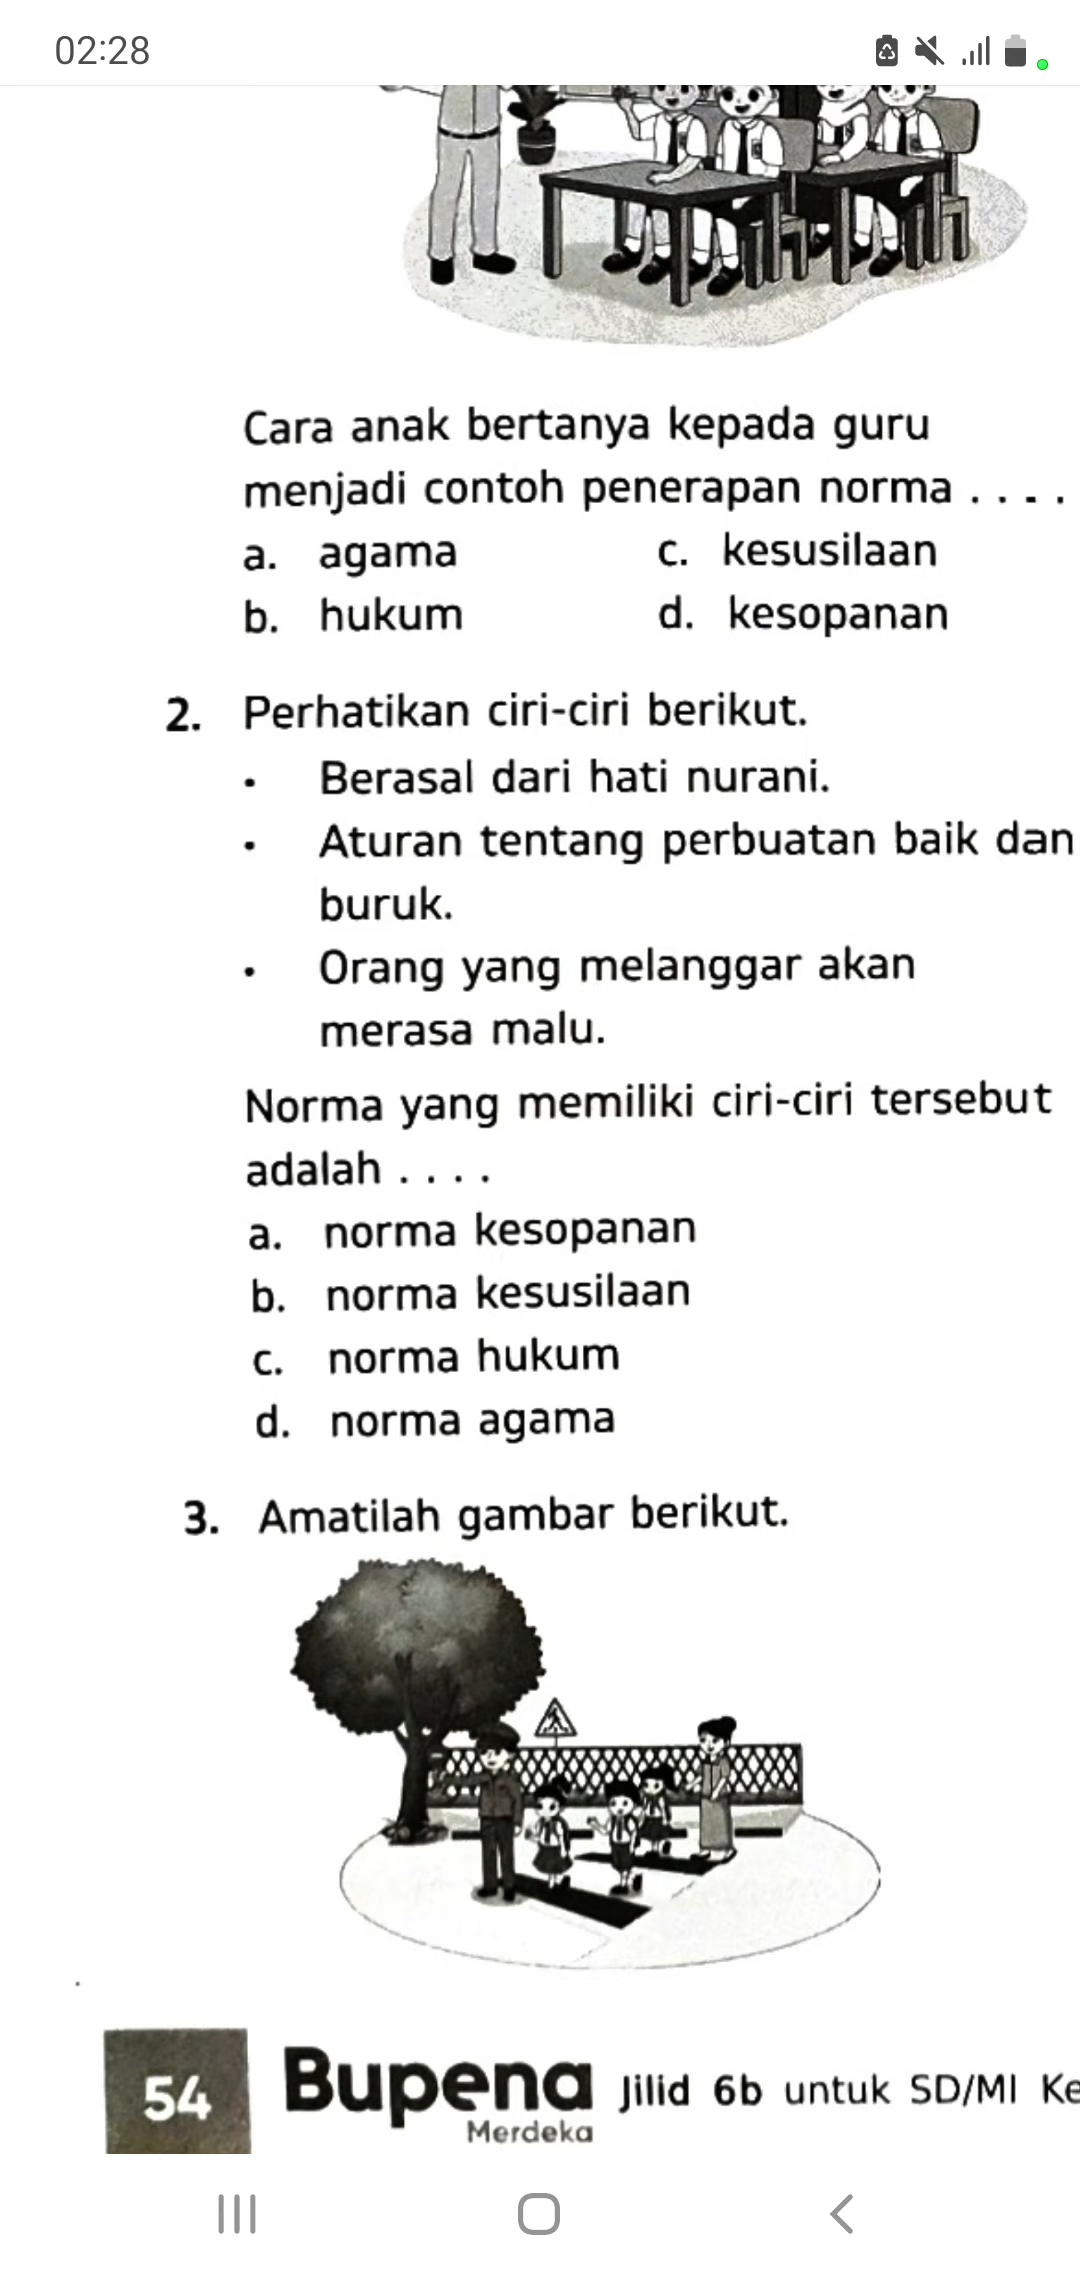 02:28
Cara anak bertanya kepada guru
menjadi contoh penerapan norma . . . .
a. agama c. kesusilaan
b. hukum d. kesopanan
2. Perhatikan ciri-ciri berikut.
• Berasal dari hati nurani.
• Aturan tentang perbuatan baik dan
buruk.
• Orang yang melanggar akan
merasa malu.
Norma yang memiliki ciri-ciri tersebut
adalah . . . .
a. norma kesopanan
b. norma kesusilaan
c. norma hukum
d. norma agama
3. Amatilah gambar berikut.
54 Bupena Jilid 6b untuk SD/MI Ke
Merdeka